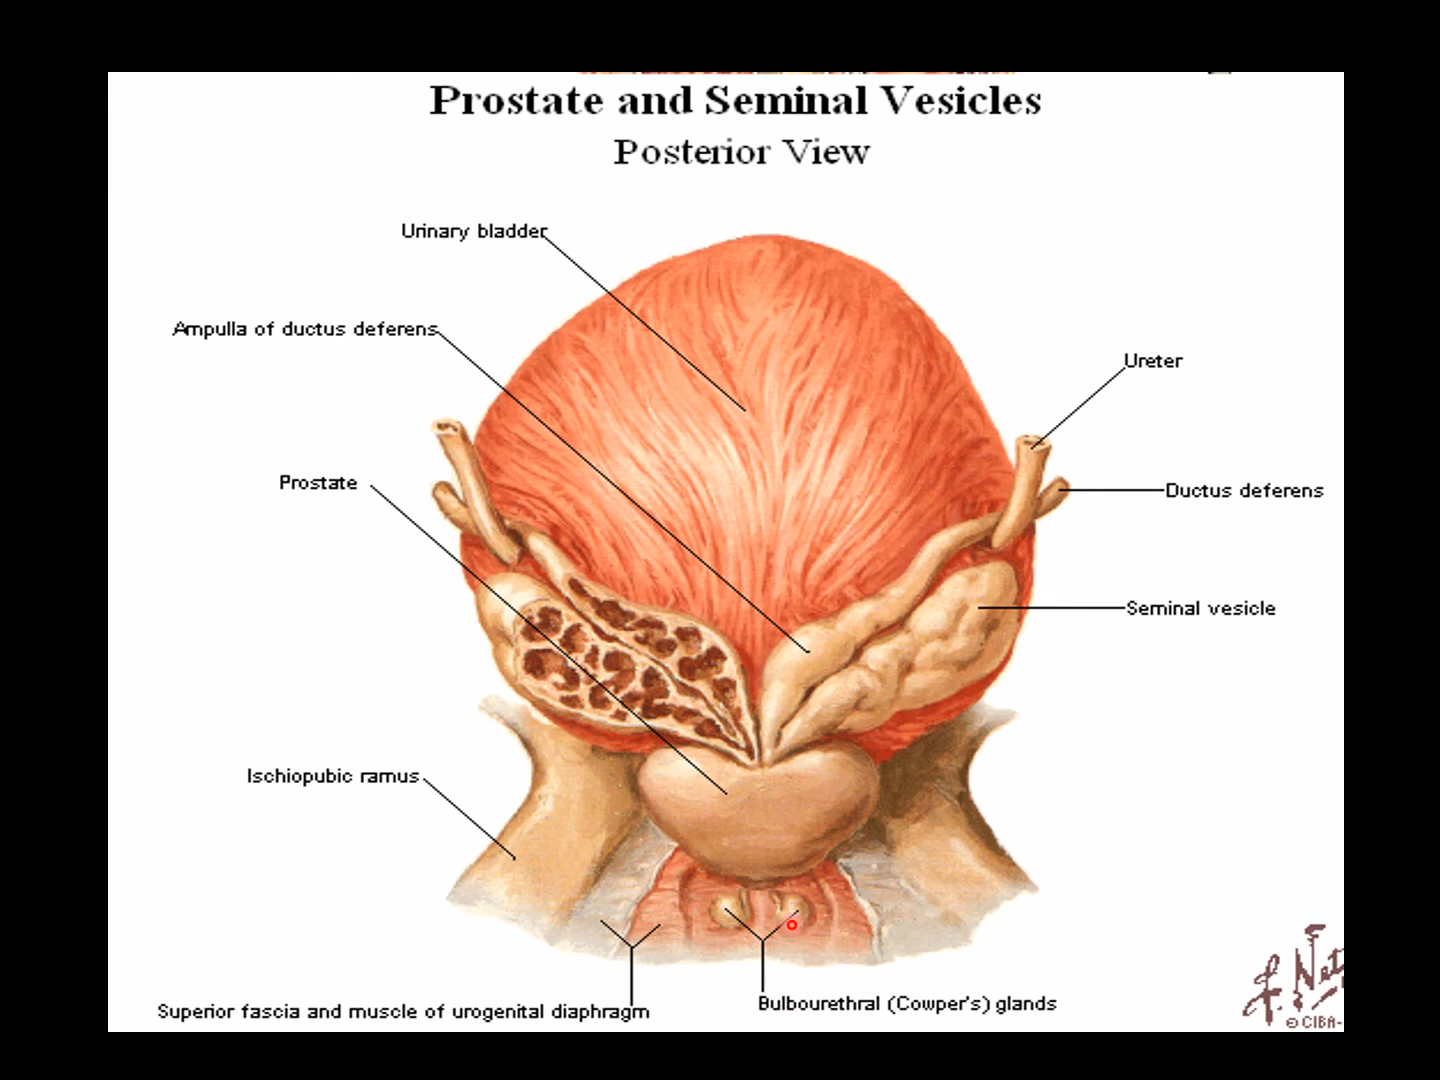 Prostate and Seminal Vesicles
Posterior View
Urinary bladder
Ampulla of ductus deferens
Ureter
Prostate
Ductus deferens
Seminal vesicle
Ischiopubic ramus
Superior fascia and muscle of urogenital diaphragm
Bulbourethral (Cowper's) glands
© CIBA-